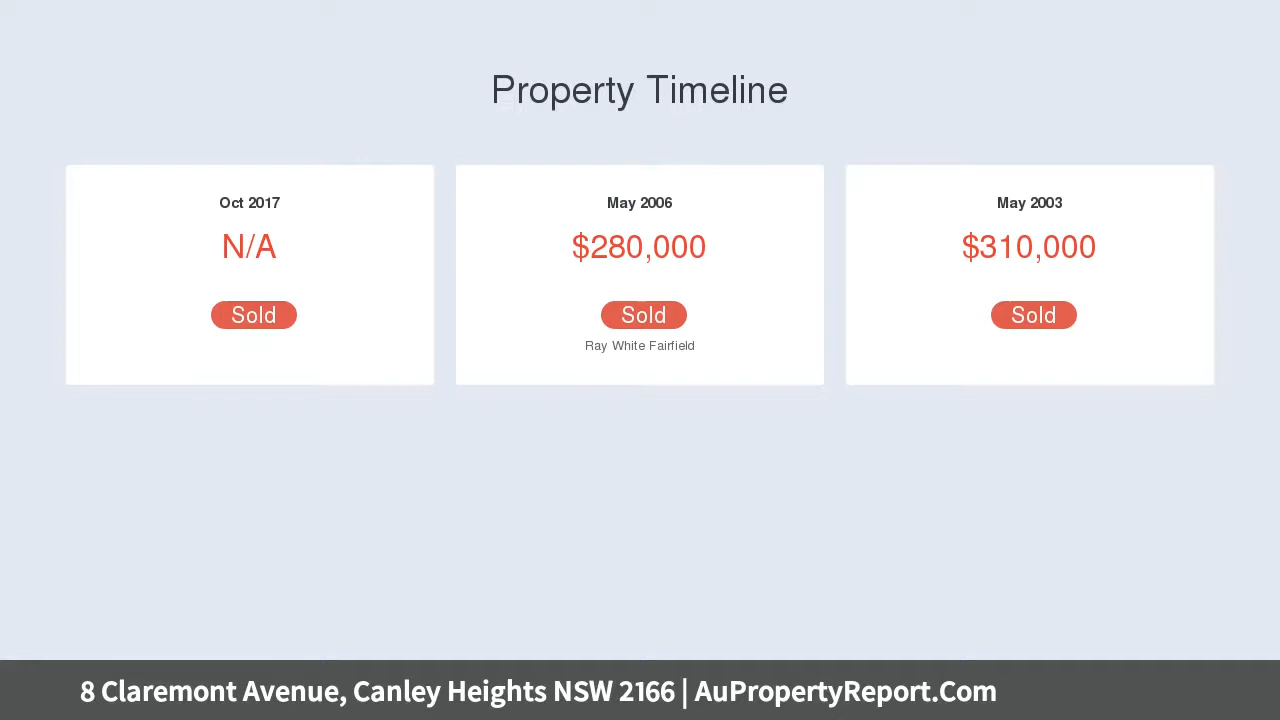 Property Timeline
Oct 2017
N/A
Sold
May 2006
$280,000
Sold
Ray White Fairfield
May 2003
$310,000
Sold
8 Claremont Avenue, Canley Heights NSW 2166 | AuPropertyReport.Com